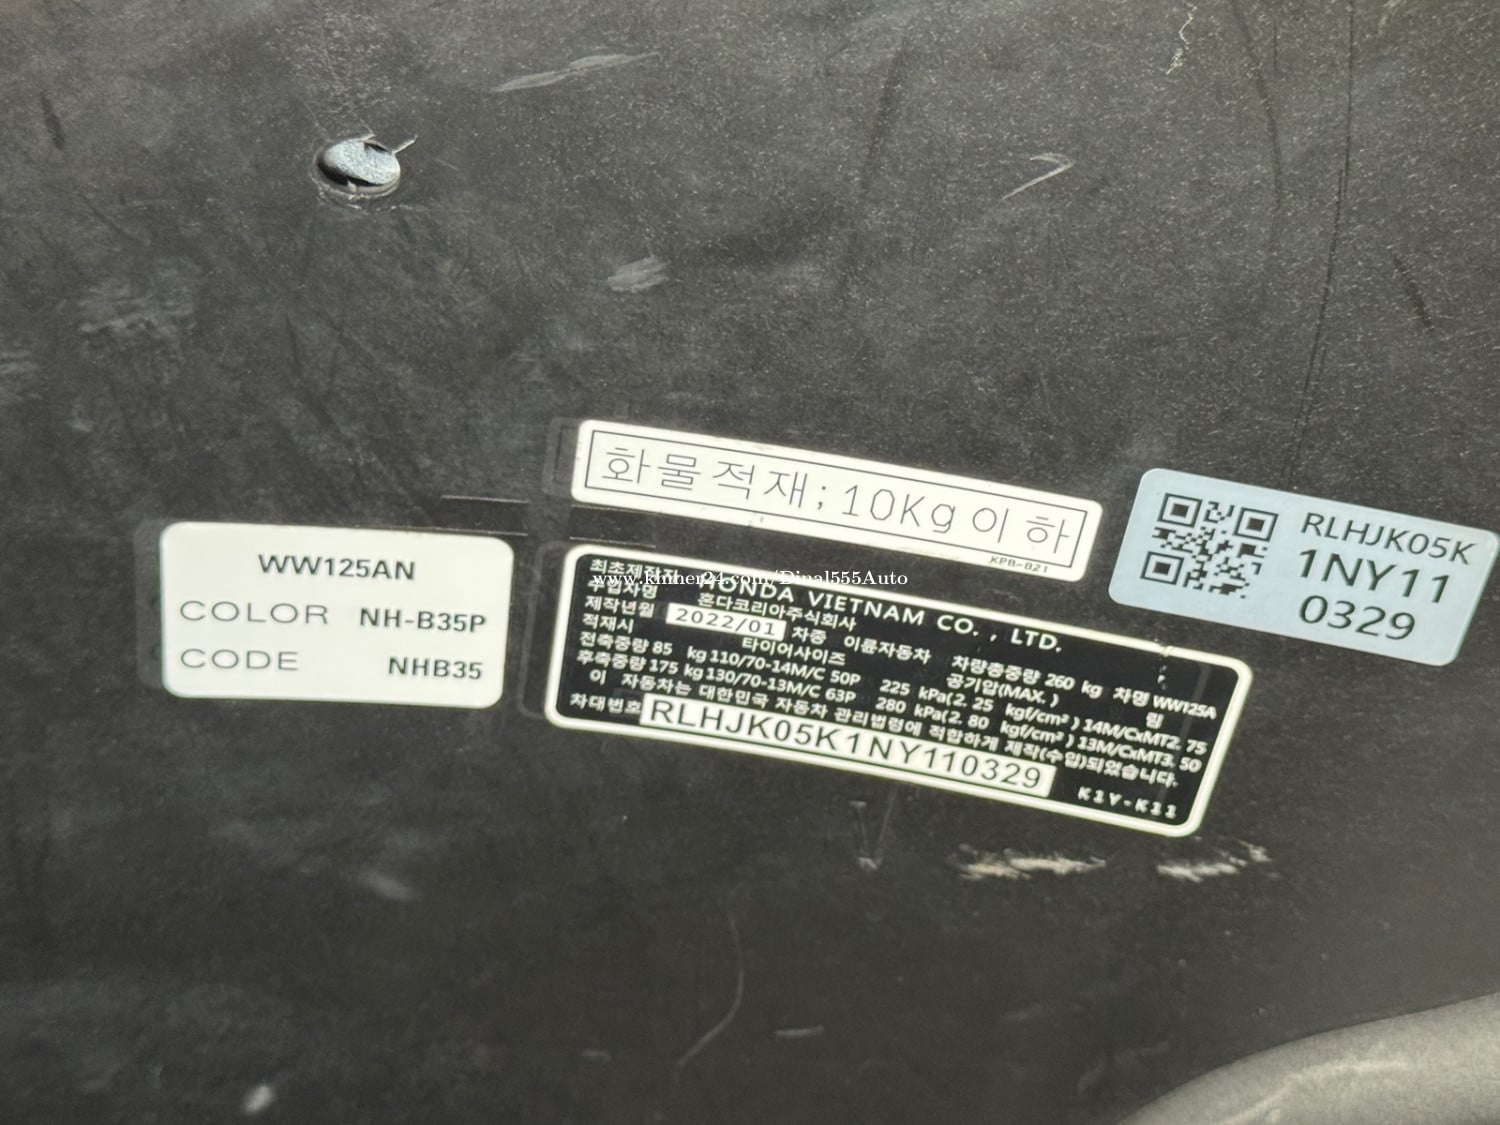 화물적재;10Kg이하
KPB-B21
RLHJK05K
1NY11
0329
WW125AN
COLOR NH-B35P
CODE NHB35
www.khmer24.com/Dinal555Auto
최초제작자 HONDA VIETNAM CO., LTD.
수입자명 혼다코리아주식회사
제작년월 2022/01 차종 이륜자동차 차량총중량 260 kg 차명 WW125A
적재시 타이어사이즈 공기압(MAX.) 림
전축중량 85 kg 110/70-14M/C 50P 225 kPa(2.25 kgf/cm²) 14M/CxMT2.75
후축중량 175 kg 130/70-13M/C 63P 280 kPa(2.80 kgf/cm²) 13M/CxMT3.50
이 자동차는 대한민국 자동차 관리법령에 적합하게 제작(수입)되었습니다.
차대번호 RLHJK05K1NY110329
K1Y-K11